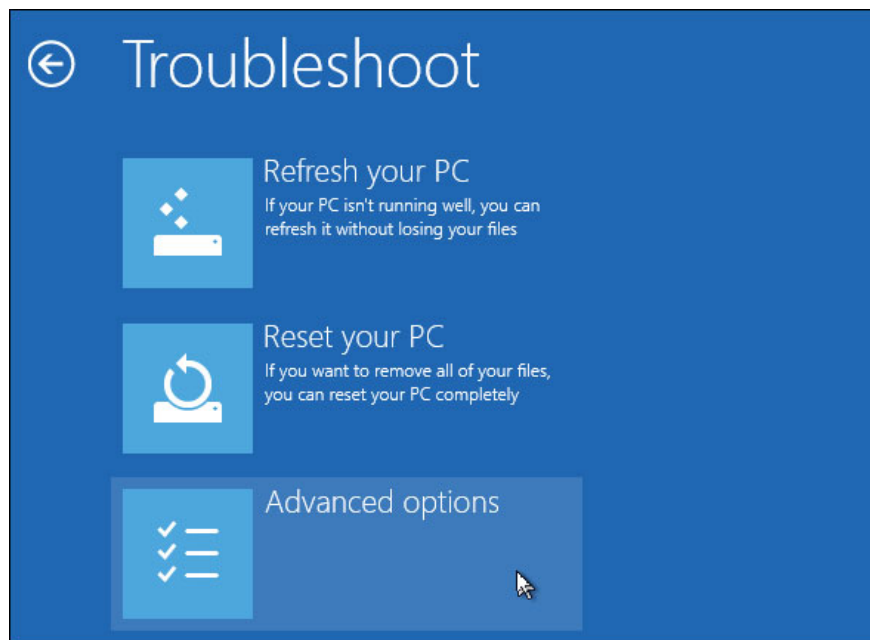 Troubleshoot
Refresh your PC
If your PC isn't running well, you can
refresh it without losing your files
Reset your PC
If you want to remove all of your files,
you can reset your PC completely
Advanced options